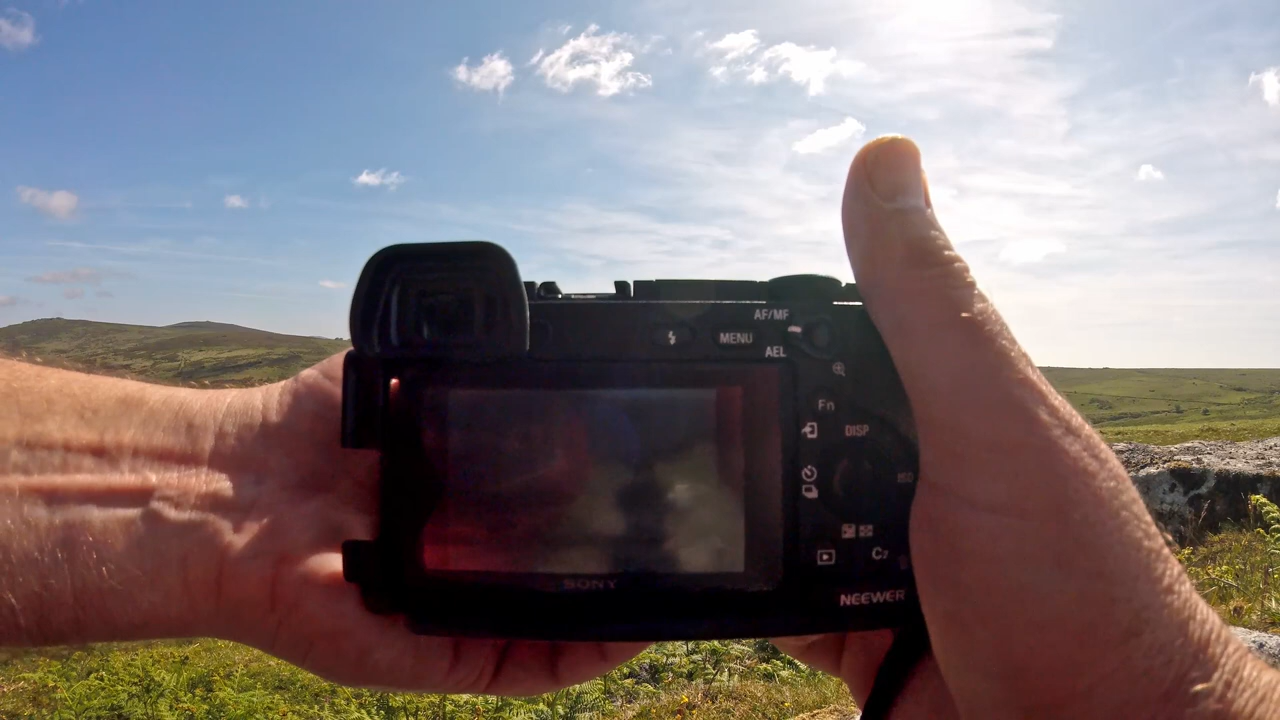 AF/MF
MENU
AEL
Fn
DISP
ISO
C2
SONY
NEEWER